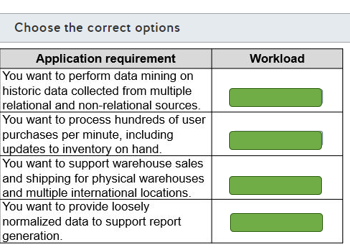 Choose the correct options
Application requirement
Workload
You want to perform data mining on
historic data collected from multiple
relational and non-relational sources.
You want to process hundreds of user
purchases per minute, including
updates to inventory on hand.
You want to support warehouse sales
and shipping for physical warehouses
and multiple international locations.
You want to provide loosely
normalized data to support report
generation.